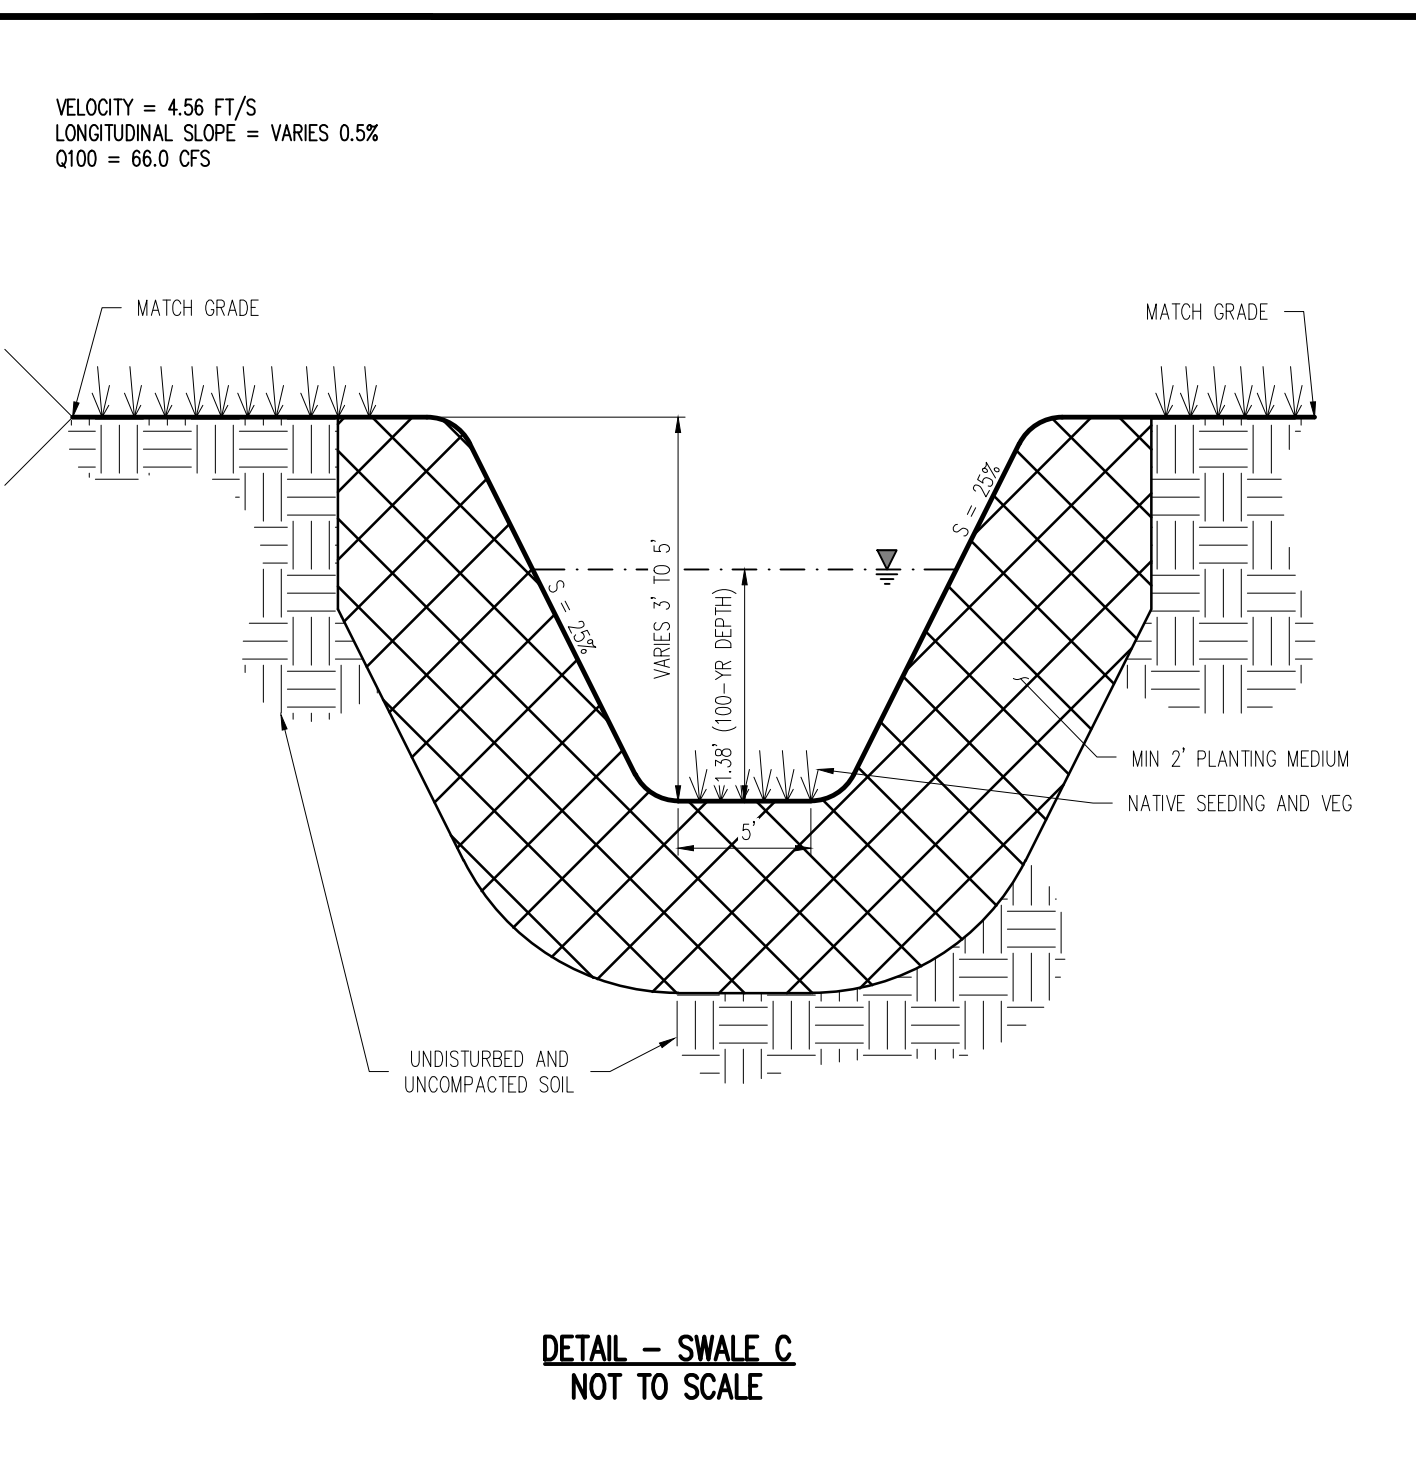 VELOCITY = 4.56 FT/S
LONGITUDINAL SLOPE = VARIES 0.5%
Q100 = 66.0 CFS
MATCH GRADE
MATCH GRADE
S = 25%
S = 25%
VARIES 3' TO 5'
1.38' (100-YR DEPTH)
MIN 2' PLANTING MEDIUM
NATIVE SEEDING AND VEG
5'
UNDISTURBED AND
UNCOMPACTED SOIL
DETAIL - SWALE C
NOT TO SCALE